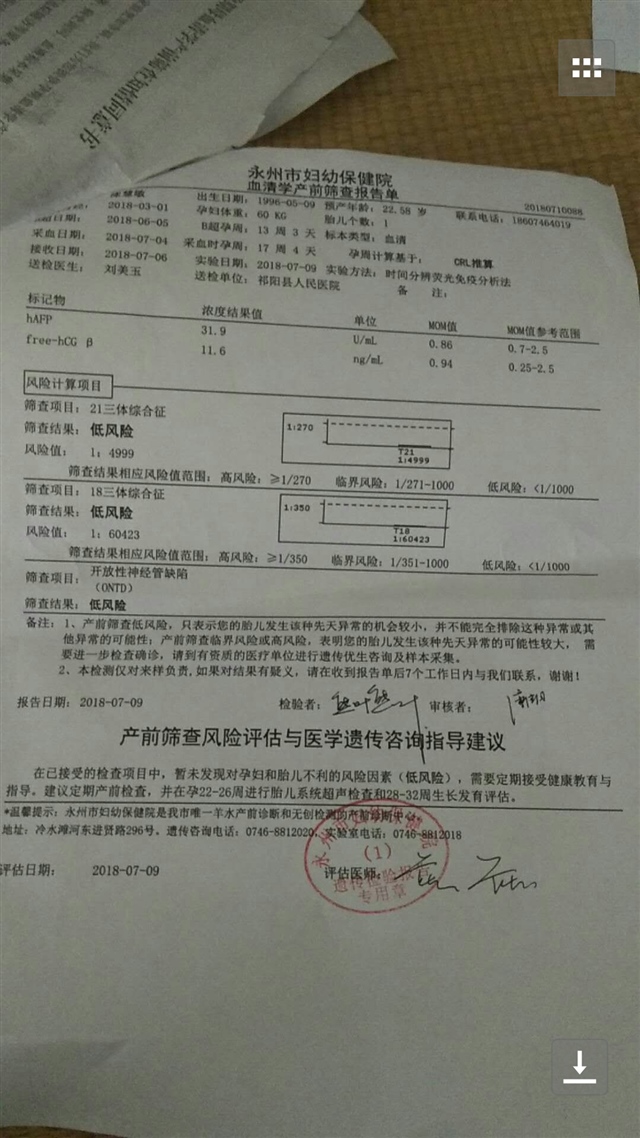 永州市妇幼保健院
血清学产前筛查报告单
20180710088
出生日期: 1996-05-09 预产年龄: 22.58 岁 联系电话: 18607464019
2018-03-01 孕妇体重: 60 KG 胎儿个数: 1
日期: 2018-06-05 B超孕周: 13 周 3 天 标本类型: 血清
采血日期: 2018-07-04 采血时孕周: 17 周 4 天 孕周计算基于: CRL推算
接收日期: 2018-07-06 实验日期: 2018-07-09 实验方法: 时间分辨荧光免疫分析法
送检医生: 刘美玉 送检单位: 祁阳县人民医院 备 注:
标记物 浓度结果值 单位 MOM值 MOM值参考范围
hAFP 31.9 U/mL 0.86 0.7-2.5
free-hCG β 11.6 ng/mL 0.94 0.25-2.5
风险计算项目
筛查项目: 21三体综合征
筛查结果: 低风险
风险值: 1: 4999
1:270
T21
1:4999
筛查结果相应风险值范围: 高风险: ≥1/270 临界风险: 1/271-1000 低风险: <1/1000
筛查项目: 18三体综合征
筛查结果: 低风险
风险值: 1: 60423
1:350
T18
1:60423
筛查结果相应风险值范围: 高风险: ≥1/350 临界风险: 1/351-1000 低风险: <1/1000
筛查项目: 开放性神经管缺陷
(ONTD)
筛查结果: 低风险
备注: 1、产前筛查低风险, 只表示您的胎儿发生该种先天异常的机会较小, 并不能完全排除这种异常或其
他异常的可能性; 产前筛查临界风险或高风险, 表明您的胎儿发生该种先天异常的可能性较大, 需
要进一步检查确诊, 请到有资质的医疗单位进行遗传优生咨询及样本采集。
2、本检测仅对来样负责,如果对结果有疑义, 请在收到报告单后7个工作日内与我们联系, 谢谢!
报告日期: 2018-07-09 检验者: 审核者:
产前筛查风险评估与医学遗传咨询指导建议
在已接受的检查项目中, 暂未发现对孕妇和胎儿不利的风险因素 (低风险), 需要定期接受健康教育与
指导。建议定期产前检查, 并在孕22-26周进行胎儿系统超声检查和28-32周生长发育评估。
*温馨提示: 永州市妇幼保健院是我市唯一羊水产前诊断和无创检测的产前诊断中心。
地址: 冷水滩河东进贤路296号。遗传咨询电话: 0746-8812020, 实验室电话: 0746-8812018
评估日期: 2018-07-09 评估医师:
永州市妇幼保健院
(1)
遗传检验报告
专用章